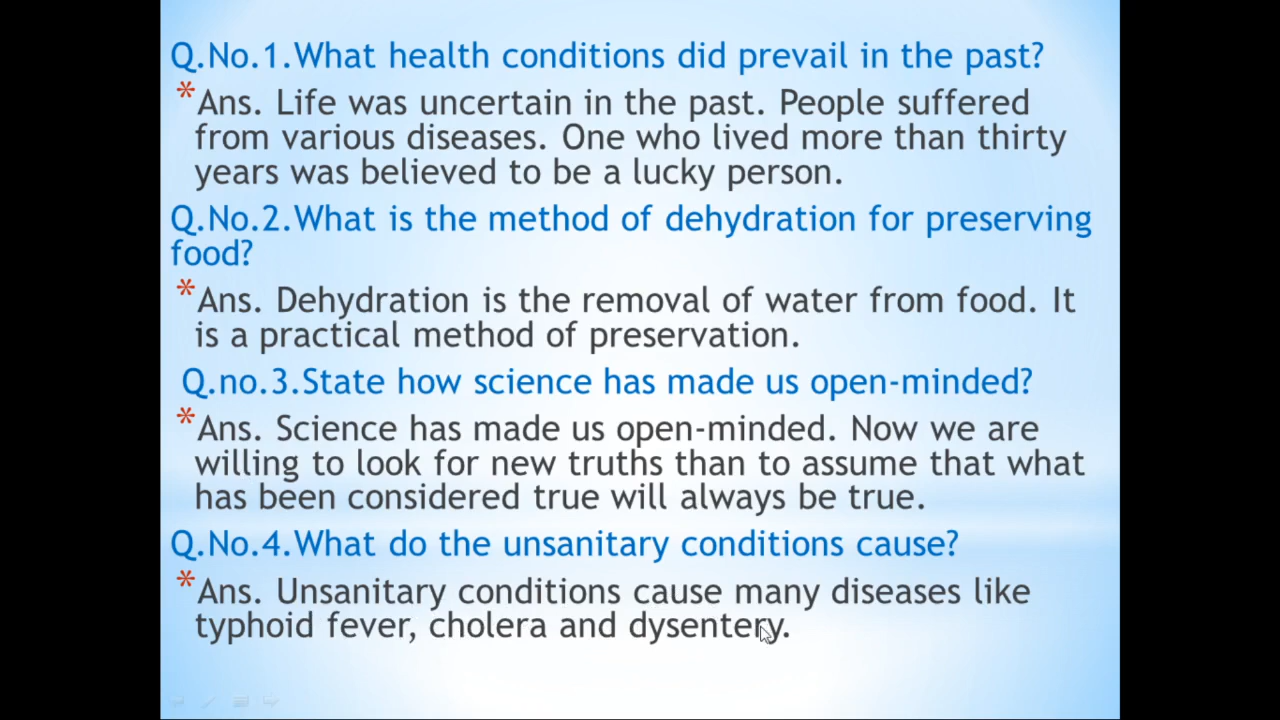 Q.No.1.What health conditions did prevail in the past?
*Ans. Life was uncertain in the past. People suffered
from various diseases. One who lived more than thirty
years was believed to be a lucky person.
Q.No.2.What is the method of dehydration for preserving
food?
*Ans. Dehydration is the removal of water from food. It
is a practical method of preservation.
Q.no.3.State how science has made us open-minded?
*Ans. Science has made us open-minded. Now we are
willing to look for new truths than to assume that what
has been considered true will always be true.
Q.No.4.What do the unsanitary conditions cause?
*Ans. Unsanitary conditions cause many diseases like
typhoid fever, cholera and dysentery.